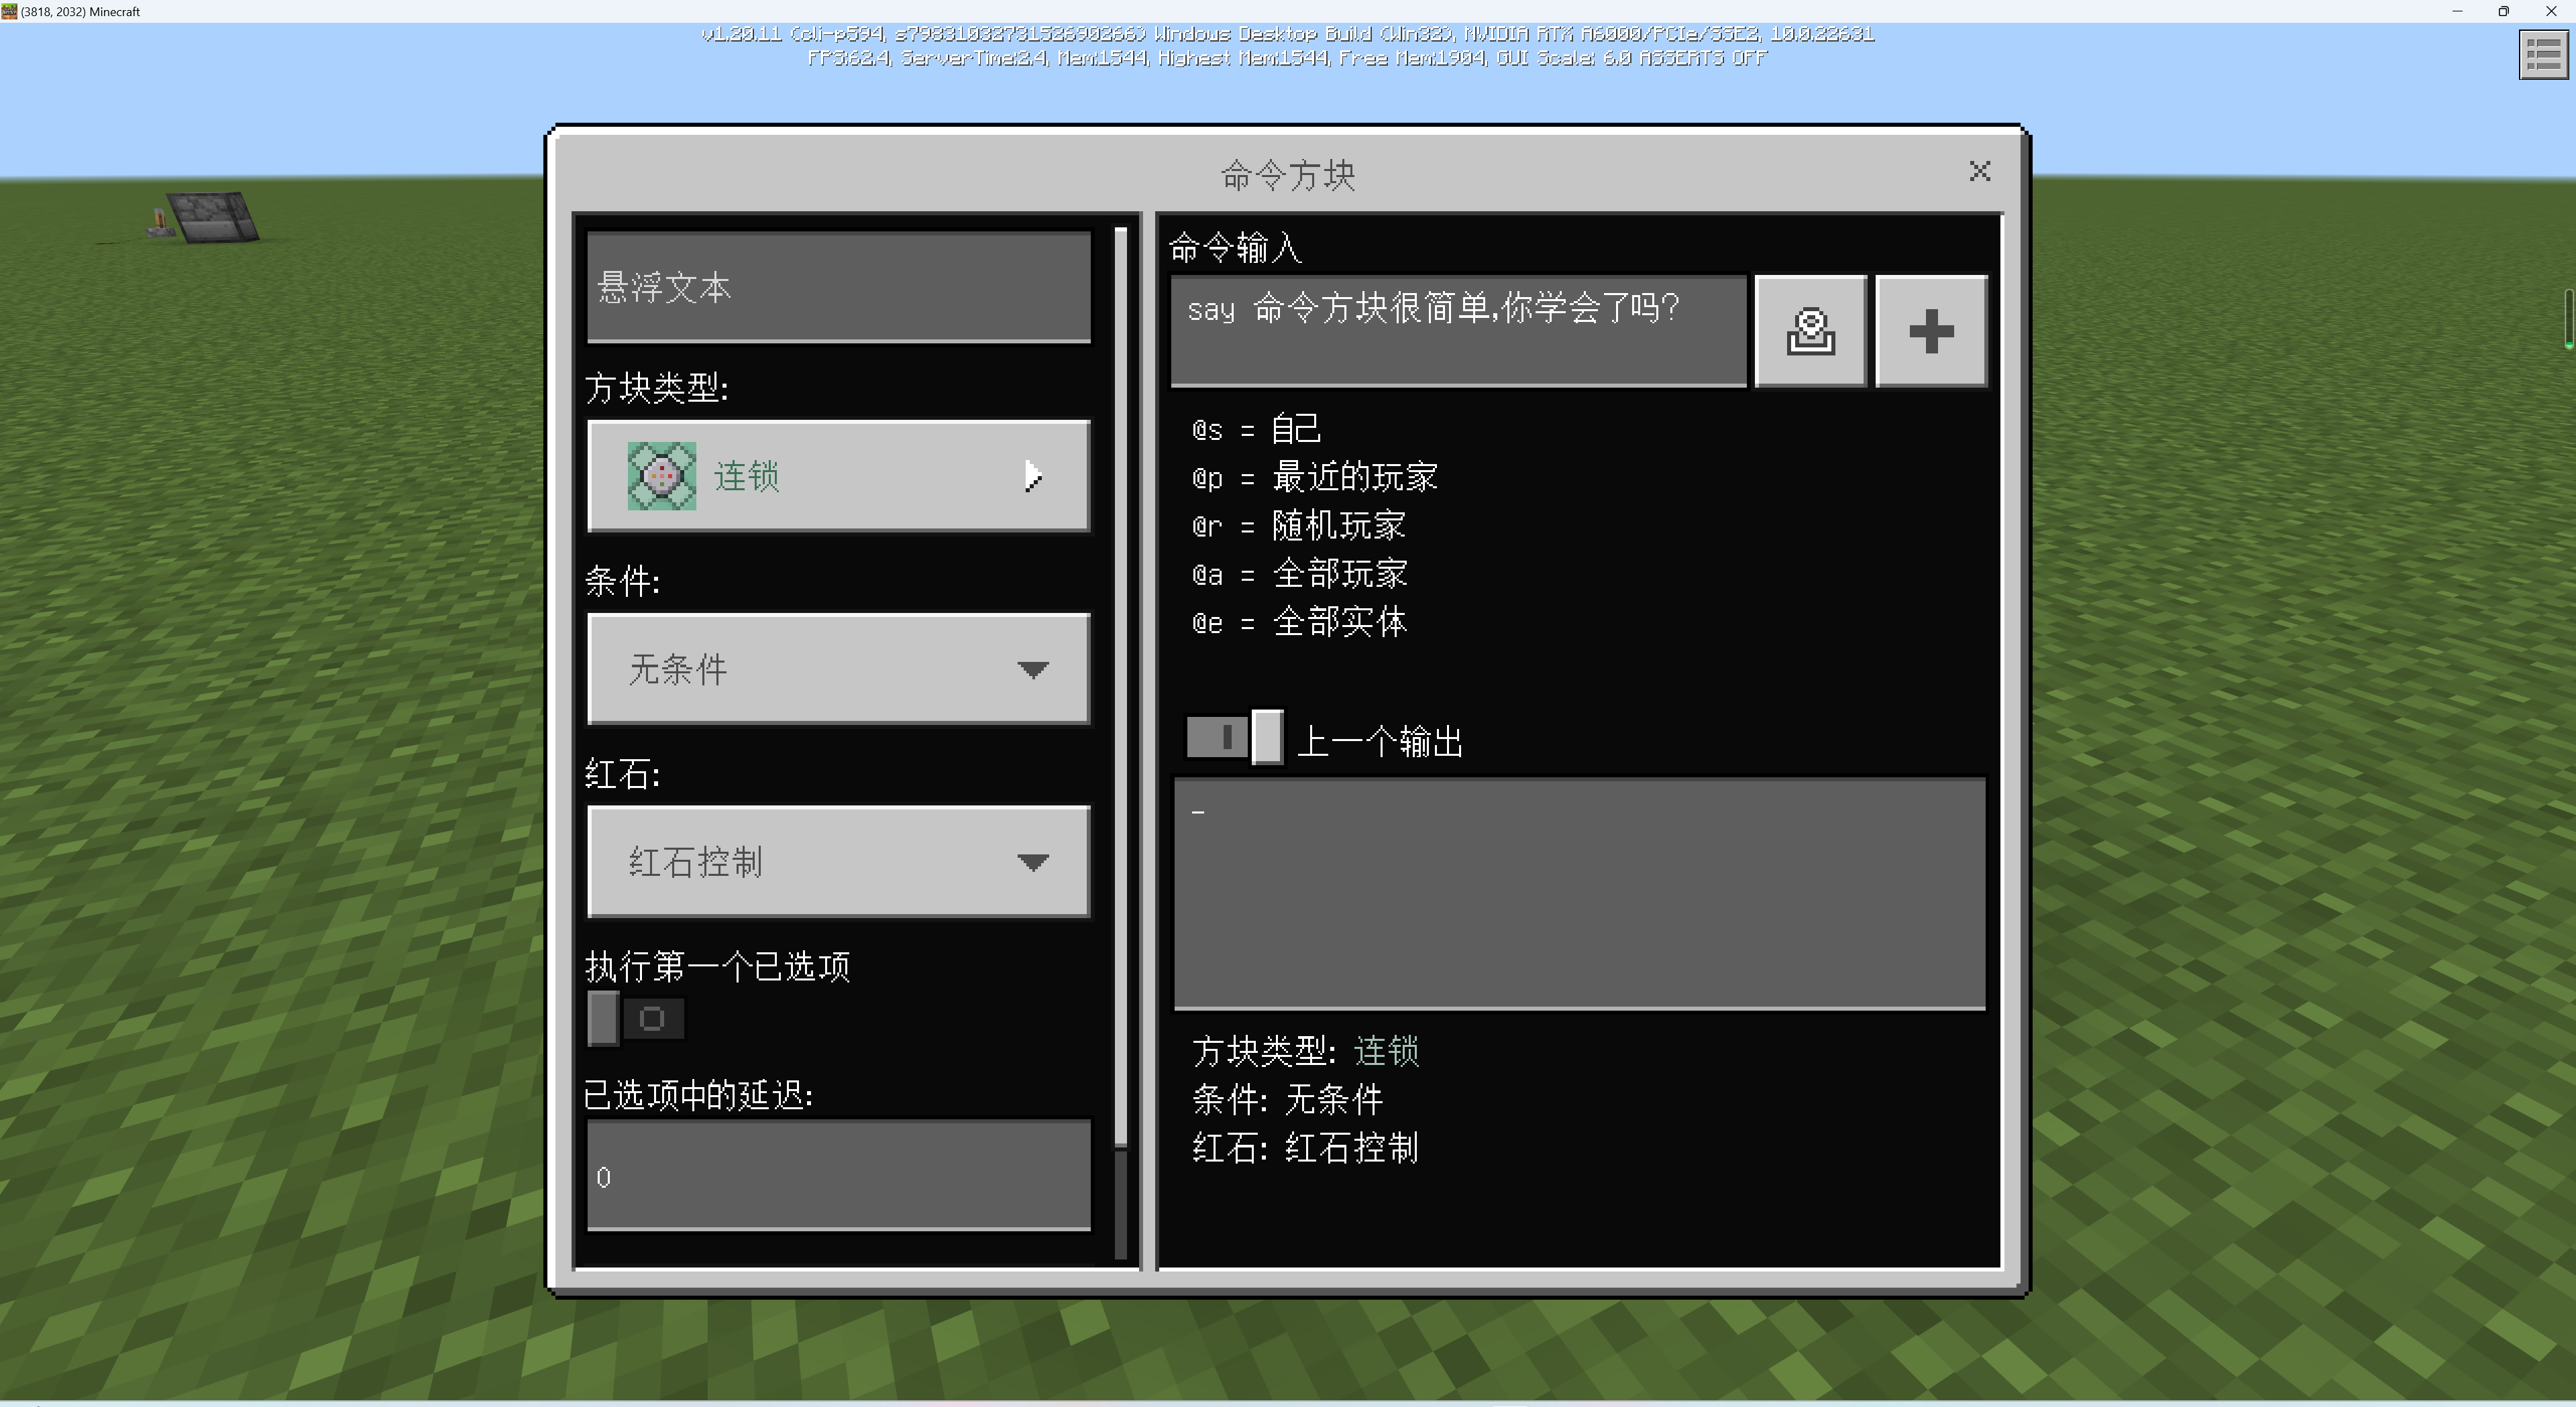 (3818, 2032) Minecraft
v1.20.11 (cli-p594, s79831032731526902​66) Windows Desktop Build (Win32), NVIDIA RTX A6000/PCIe/SSE2, 10.0.22631
FPS:62.4, ServerTime:2.4, Mem:1544, Highest Mem:1544, Free Mem:1904, GUI Scale: 6.0 ASSERTS OFF
命令方块
悬浮文本
方块类型:
连锁
条件:
无条件
红石:
红石控制
执行第一个已选项
已选项中的延迟:
0
命令输入
say 命令方块很简单,你学会了吗?
@s = 自己
@p = 最近的玩家
@r = 随机玩家
@a = 全部玩家
@e = 全部实体
上一个输出
-
方块类型: 连锁
条件: 无条件
红石: 红石控制